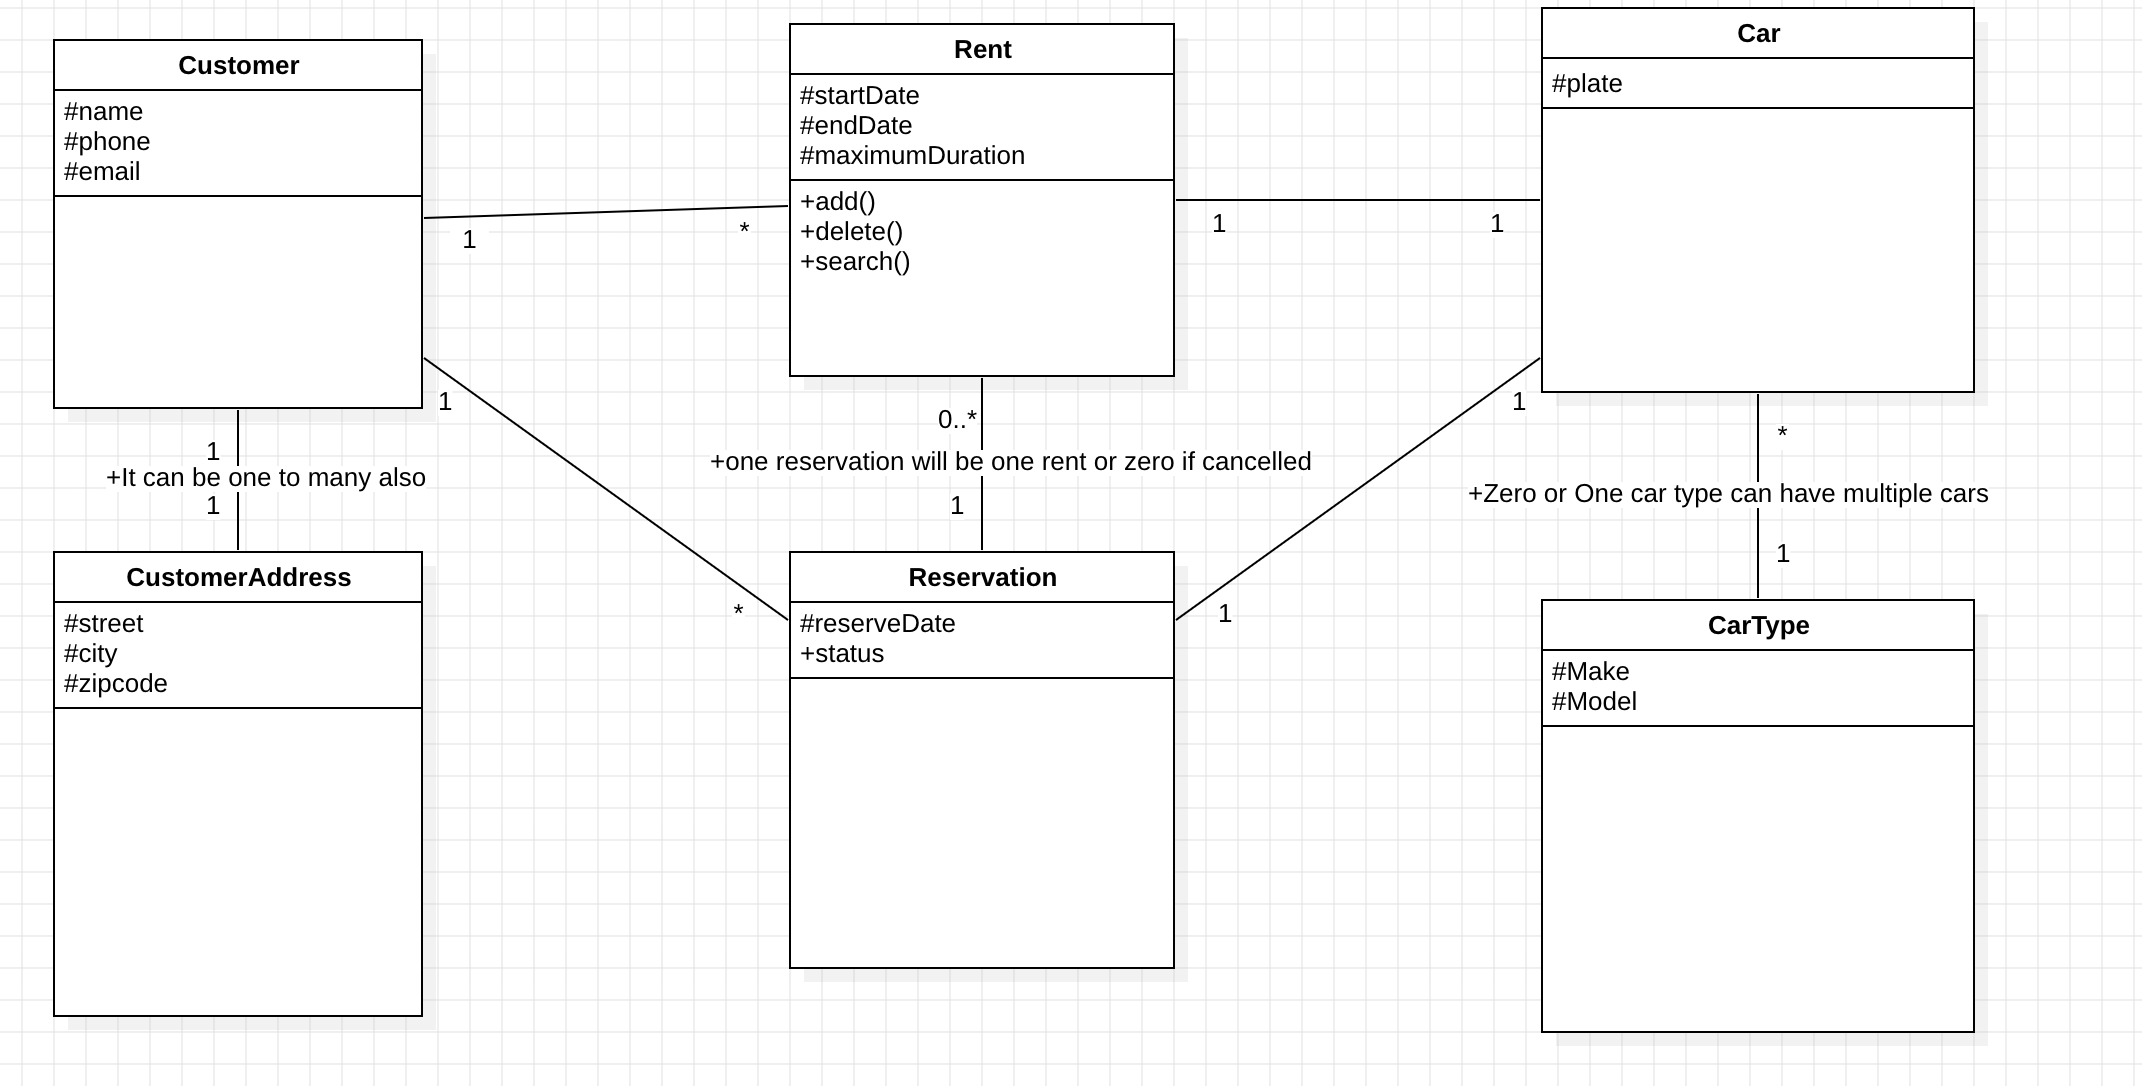 Customer
#name
#phone
#email
Rent
#startDate
#endDate
#maximumDuration
+add()
+delete()
+search()
Car
#plate
1
*
1
1
1
+It can be one to many also
1
1
*
0..*
+one reservation will be one rent or zero if cancelled
1
1
1
*
+Zero or One car type can have multiple cars
1
CustomerAddress
#street
#city
#zipcode
Reservation
#reserveDate
+status
CarType
#Make
#Model